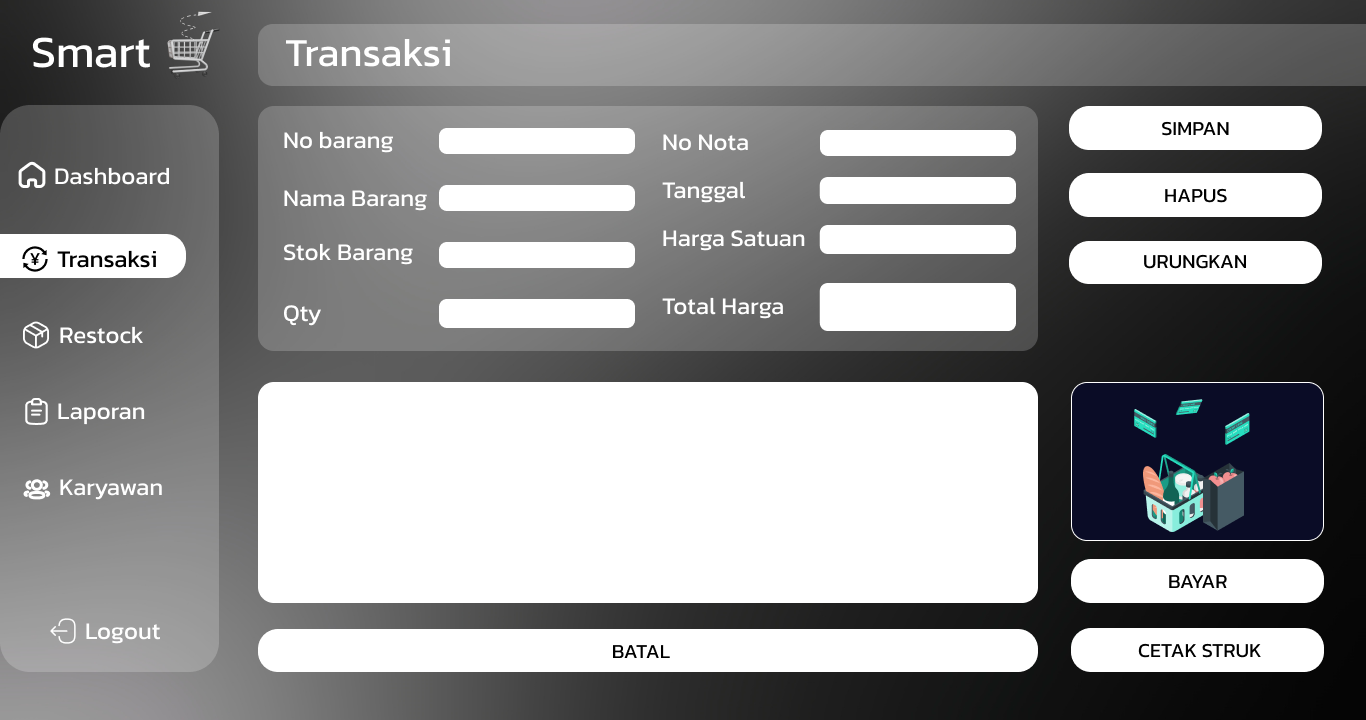 Smart
Transaksi
Dashboard
Transaksi
Restock
Laporan
Karyawan
Logout
No barang
Nama Barang
Stok Barang
Qty
No Nota
Tanggal
Harga Satuan
Total Harga
SIMPAN
HAPUS
URUNGKAN
BAYAR
BATAL
CETAK STRUK